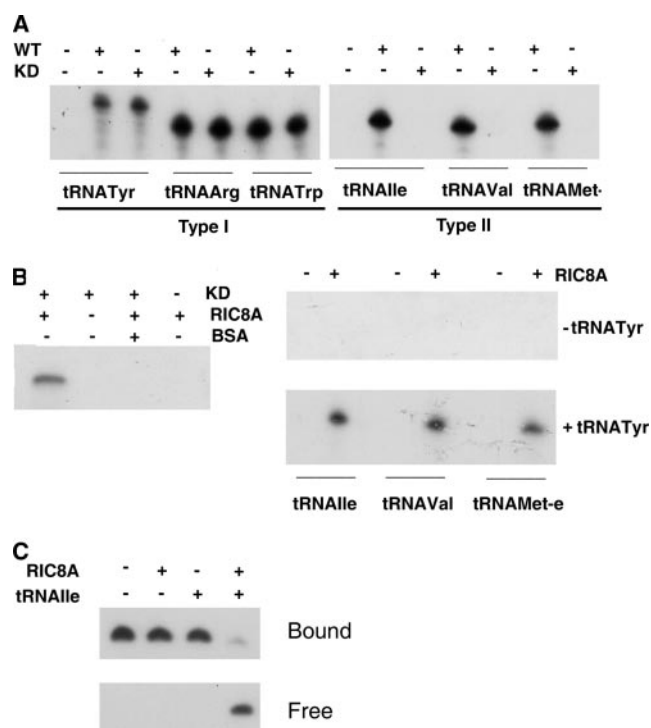 A
WT - + - + - + - - + - + - + -
KD - - + - + - + - - + - + - +
tRNATyr tRNAArg tRNATrp tRNAIle tRNAVal tRNAMet-
Type I Type II
B
+ + + - KD
+ - + + RIC8A
- - + - BSA
- + - + - + RIC8A
-tRNATyr
+ tRNATyr
tRNAIle tRNAVal tRNAMet-e
C
RIC8A - + - +
tRNAIle - - + +
Bound
Free